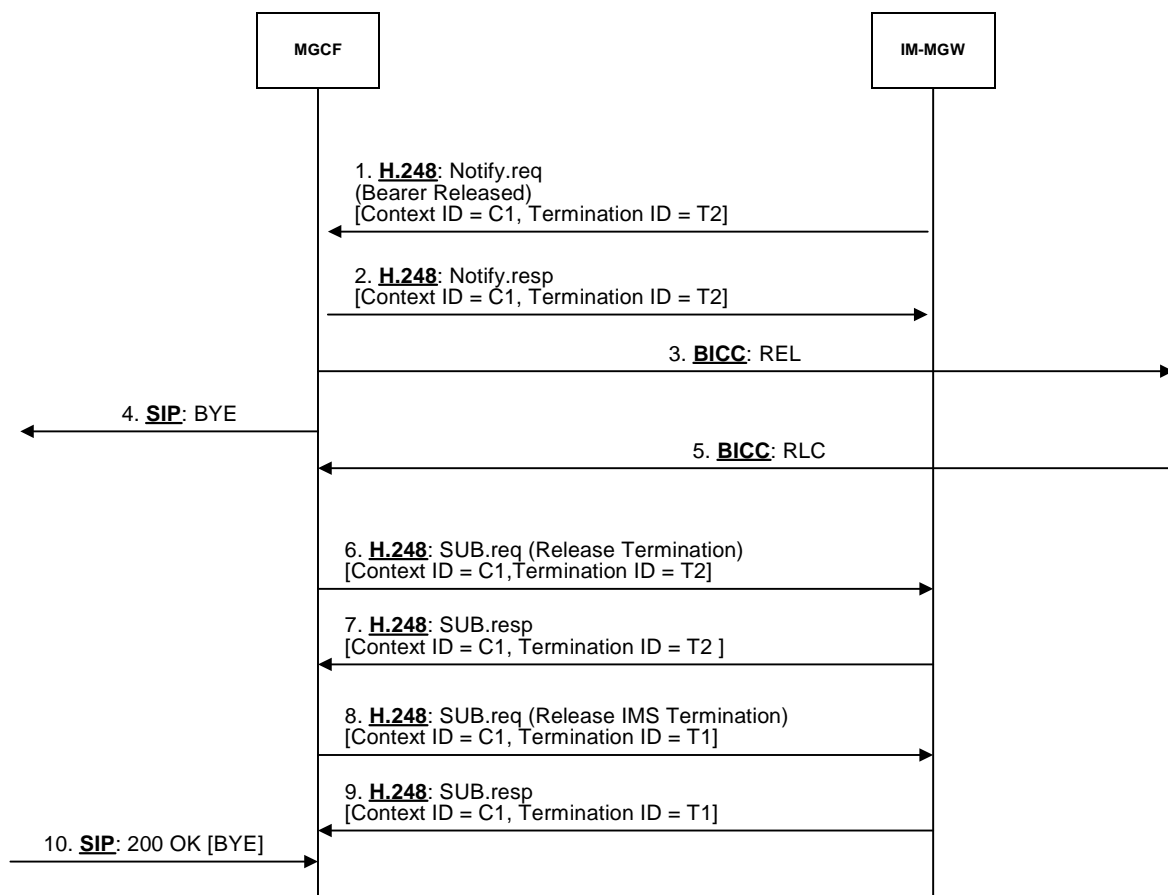 MGCF
IM-MGW
1. H.248: Notify.req
(Bearer Released)
[Context ID = C1, Termination ID = T2]
2. H.248: Notify.resp
[Context ID = C1, Termination ID = T2]
3. BICC: REL
4. SIP: BYE
5. BICC: RLC
6. H.248: SUB.req (Release Termination)
[Context ID = C1,Termination ID = T2]
7. H.248: SUB.resp
[Context ID = C1, Termination ID = T2 ]
8. H.248: SUB.req (Release IMS Termination)
[Context ID = C1, Termination ID = T1]
9. H.248: SUB.resp
[Context ID = C1, Termination ID = T1]
10. SIP: 200 OK [BYE]